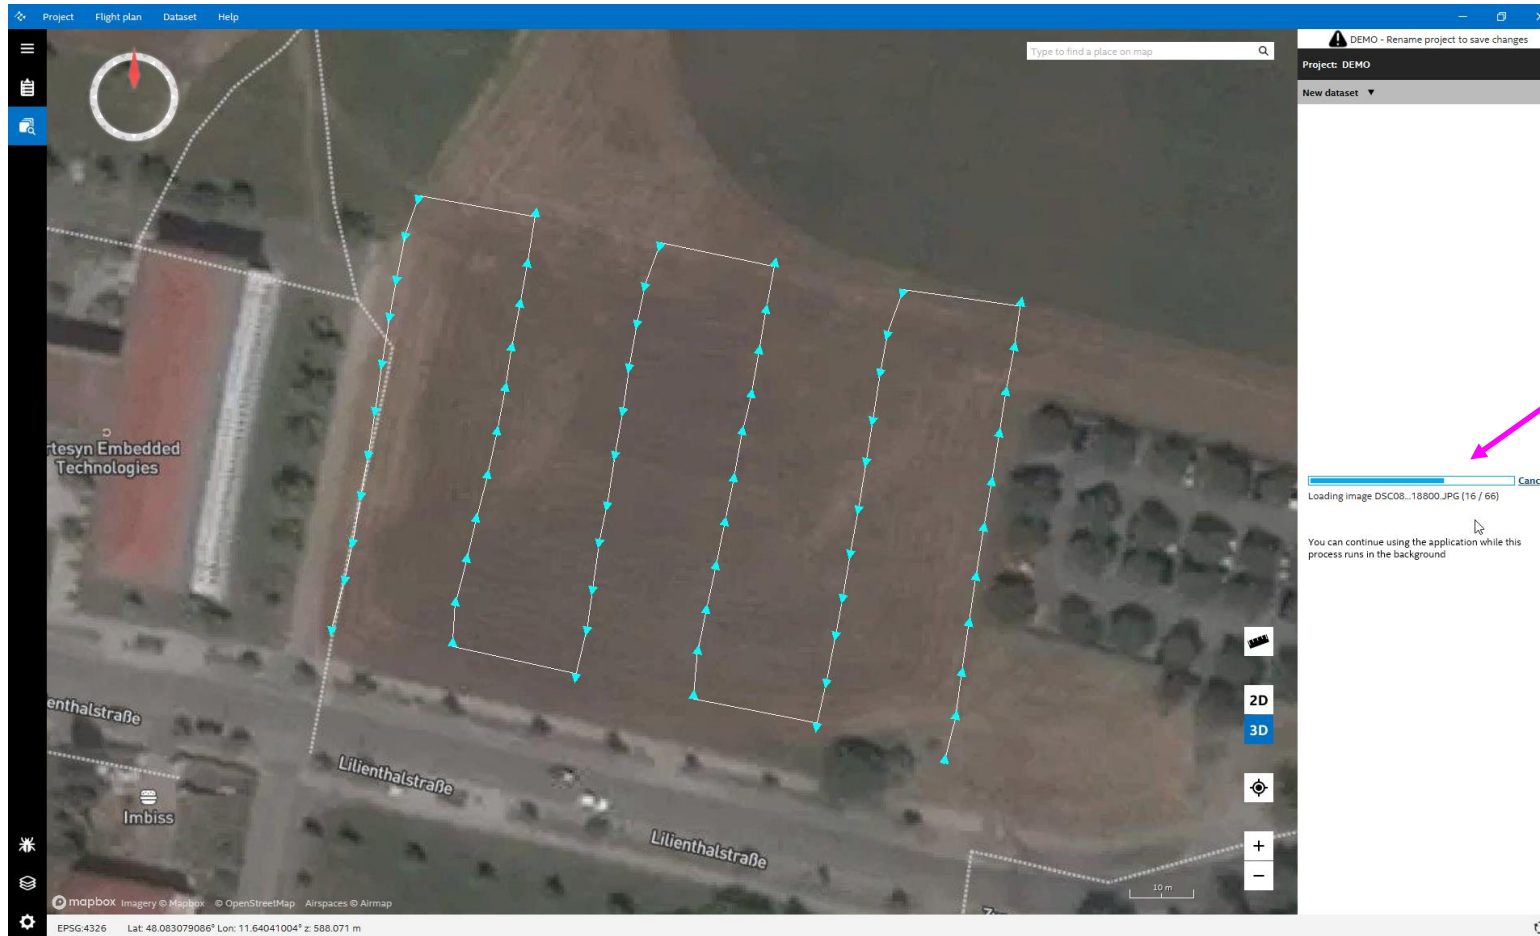 Project Flight plan Dataset Help
Type to find a place on map
DEMO - Rename project to save changes
Project: DEMO
New dataset
tesyn Embedded
Technologies
Canc
Loading image DSC08...18800.JPG (16 / 66)
You can continue using the application while this
process runs in the background
2D
3D
enthalstraße
Lilienthalstraße
Imbiss
Lilienthalstraße
10 m
mapbox Imagery © Mapbox © OpenStreetMap Airspaces © Airmap
EPSG:4326 Lat: 48.083079086° Lon: 11.64041004° z: 588.071 m